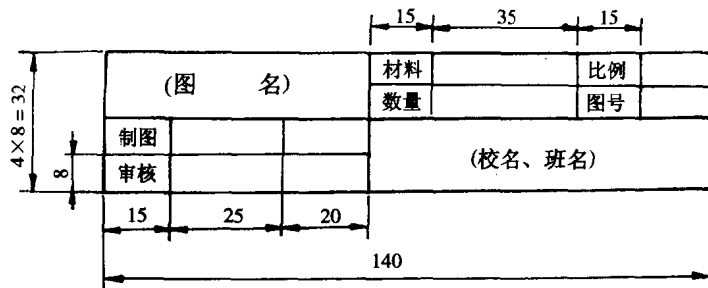 15 35 15
(图 名) 材料 比例
数量 图号
制图 (校名、班名)
审核
4×8=32
8
15 25 20
140